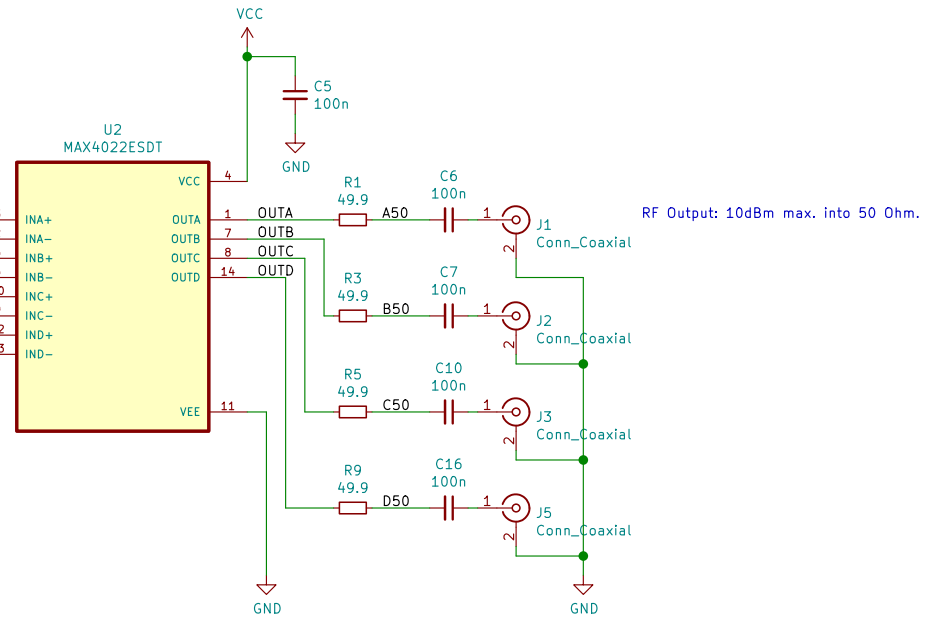 VCC
C5
100n
GND
U2
MAX4022ESDT
VCC
4
INA+
INA-
INB+
INB-
INC+
INC-
IND+
IND-
OUTA
OUTB
OUTC
OUTD
1
7
8
14
OUTA
OUTB
OUTC
OUTD
VEE
11
GND
R1
49.9
A50
C6
100n
1
2
J1
Conn_Coaxial
RF Output: 10dBm max. into 50 Ohm.
R3
49.9
B50
C7
100n
1
2
J2
Conn_Coaxial
R5
49.9
C50
C10
100n
1
2
J3
Conn_Coaxial
R9
49.9
D50
C16
100n
1
2
J5
Conn_Coaxial
GND